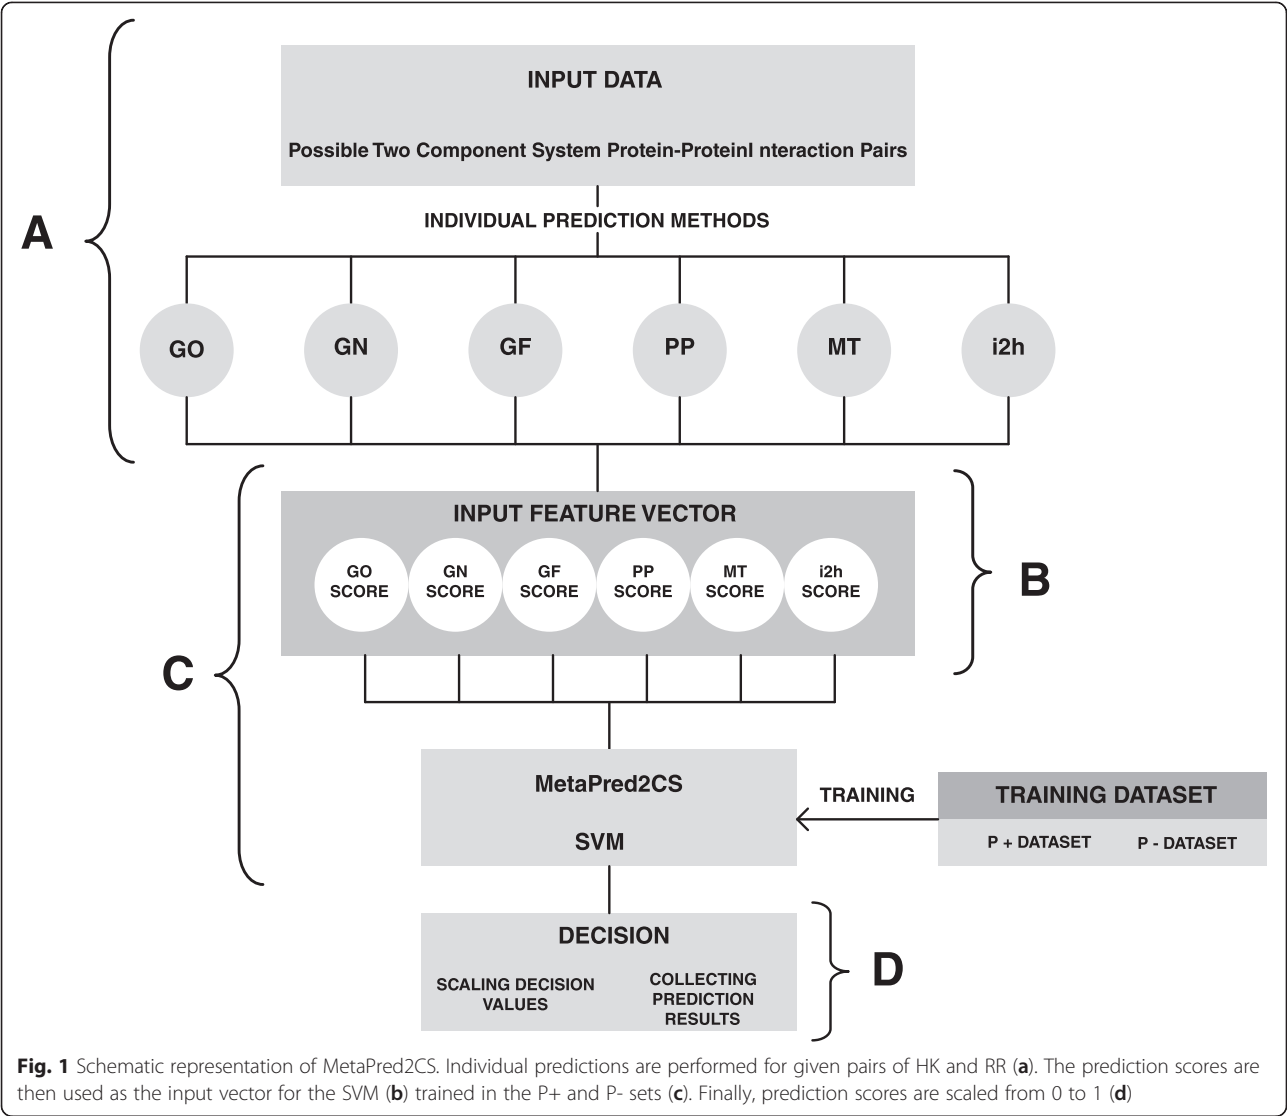 INPUT DATA
Possible Two Component System Protein-ProteinI nteraction Pairs
A
INDIVIDUAL PREDICTION METHODS
GO GN GF PP MT i2h
INPUT FEATURE VECTOR
GO SCORE
GN SCORE
GF SCORE
PP SCORE
MT SCORE
i2h SCORE
B
C
MetaPred2CS
SVM
TRAINING
TRAINING DATASET
P + DATASET P - DATASET
DECISION
SCALING DECISION
VALUES
COLLECTING
PREDICTION
RESULTS
D
Fig. 1 Schematic representation of MetaPred2CS. Individual predictions are performed for given pairs of HK and RR (a). The prediction scores are
then used as the input vector for the SVM (b) trained in the P+ and P- sets (c). Finally, prediction scores are scaled from 0 to 1 (d)